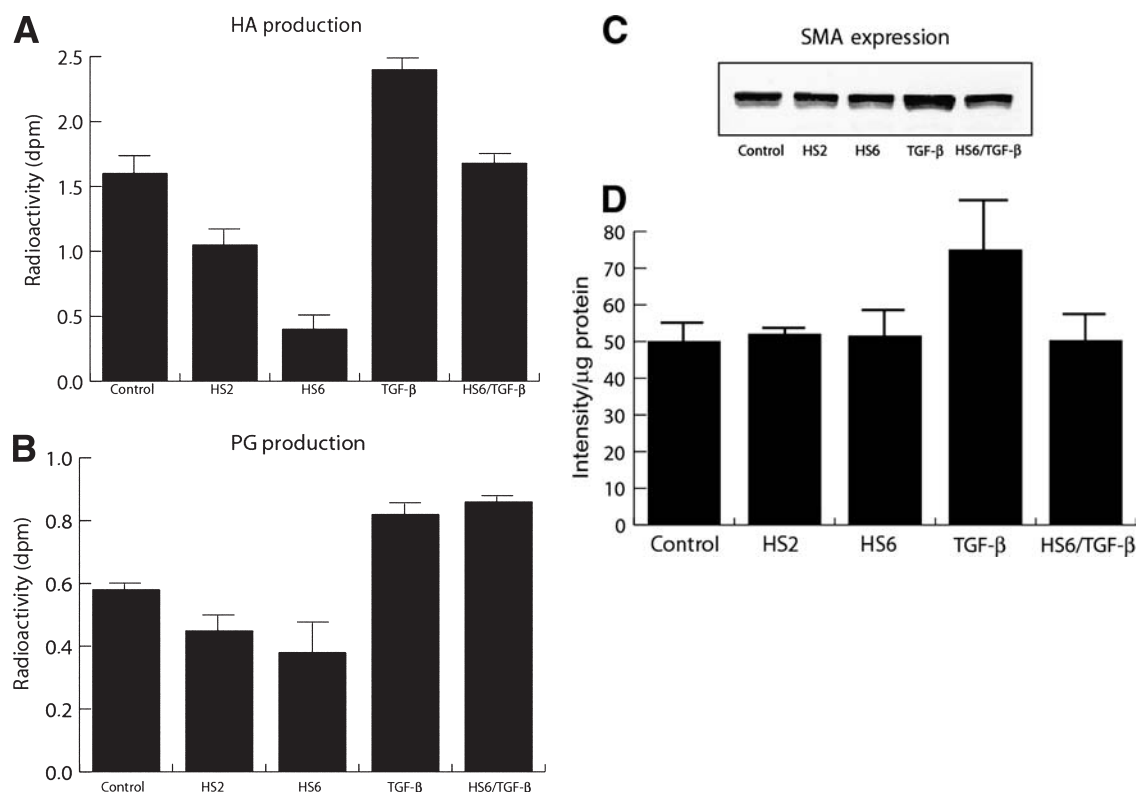 A
HA production
Radioactivity (dpm)
2.5
2.0
1.5
1.0
0.5
0.0
Control HS2 HS6 TGF-β HS6/TGF-β
B
PG production
Radioactivity (dpm)
1.0
0.8
0.6
0.4
0.2
0.0
Control HS2 HS6 TGF-β HS6/TGF-β
C
SMA expression
Control HS2 HS6 TGF-β HS6/TGF-β
D
Intensity/μg protein
80
70
60
50
40
30
20
10
0
Control HS2 HS6 TGF-β HS6/TGF-β